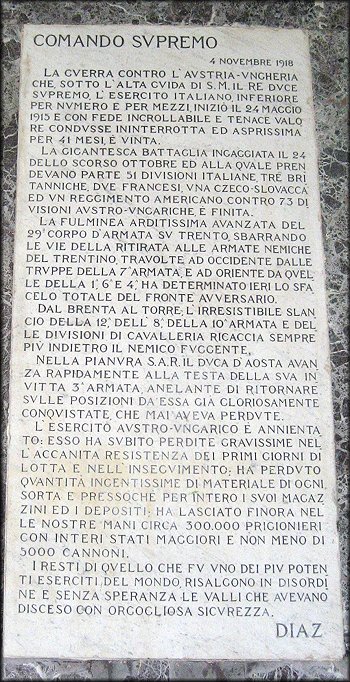 COMANDO SVPREMO
4 NOVEMBRE 1918
LA GVERRA CONTRO L'AVSTRIA-VNGHERIA
CHE, SOTTO L'ALTA GVIDA DI S.M. IL RE DVCE
SVPREMO, L'ESERCITO ITALIANO, INFERIORE
PER NVMERO E PER MEZZI, INIZIÒ IL 24 MAGGIO
1915 E CON FEDE INCROLLABILE E TENACE VALO
RE CONDVSSE ININTERROTTA ED ASPRISSIMA
PER 41 MESI, È VINTA.
LA GIGANTESCA BATTAGLIA INGAGGIATA IL 24
DELLO SCORSO OTTOBRE ED ALLA QVALE PREN
DEVANO PARTE 51 DIVISIONI ITALIANE, TRE BRI
TANNICHE, DVE FRANCESI, VNA CZECO-SLOVACCA
ED VN REGGIMENTO AMERICANO CONTRO 73 DI
VISIONI AVSTRO-VNGARICHE, È FINITA.
LA FVLMINEA ARDITISSIMA AVANZATA DEL
29° CORPO D'ARMATA SV TRENTO, SBARRANDO
LE VIE DELLA RITIRATA ALLE ARMATE NEMICHE
DEL TRENTINO, TRAVOLTE AD OCCIDENTE DALLE
TRVPPE DELLA 7ª ARMATA, E AD ORIENTE DA QVEL
LE DELLA 1ª, 6ª E 4ª, HA DETERMINATO IERI LO SFA
CELO TOTALE DEL FRONTE AVVERSARIO.
DAL BRENTA AL TORRE, L'IRRESISTIBILE SLAN
CIO DELLA 12ª, DELL'8ª, DELLA 10ª ARMATA E DEL
LE DIVISIONI DI CAVALLERIA RICACCIA SEMPRE
PIÙ INDIETRO IL NEMICO FVGGENTE.
NELLA PIANVRA S.A.R. IL DVCA D'AOSTA AVAN
ZA RAPIDAMENTE ALLA TESTA DELLA SVA IN
VITTA 3ª ARMATA, ANELANTE DI RITORNARE
SVLLE POSIZIONI DA ESSA GIÀ GLORIOSAMENTE
CONQVISTATE, CHE MAI AVEVA PERDVTE.
L'ESERCITO AVSTRO-VNGARICO È ANNIENTA
TO: ESSO HA SVBITO PERDITE GRAVISSIME NEL
L'ACCANITA RESISTENZA DEI PRIMI GIORNI DI
LOTTA E NELL'INSEGVIMENTO: HA PERDVTO
QVANTITÀ INGENTISSIME DI MATERIALE DI OGNI
SORTA E PRESSOCHÈ PER INTERO I SVOI MAGAZ
ZINI ED I DEPOSITI: HA LASCIATO FINORA NEL
LE NOSTRE MANI CIRCA 300.000 PRIGIONIERI
CON INTERI STATI MAGGIORI E NON MENO DI
5000 CANNONI.
I RESTI DI QVELLO CHE FV VNO DEI PIV POTEN
TI ESERCITI DEL MONDO, RISALGONO IN DISORDI
NE E SENZA SPERANZA LE VALLI CHE AVEVANO
DISCESO CON ORGOGLIOSA SICVREZZA.
DIAZ